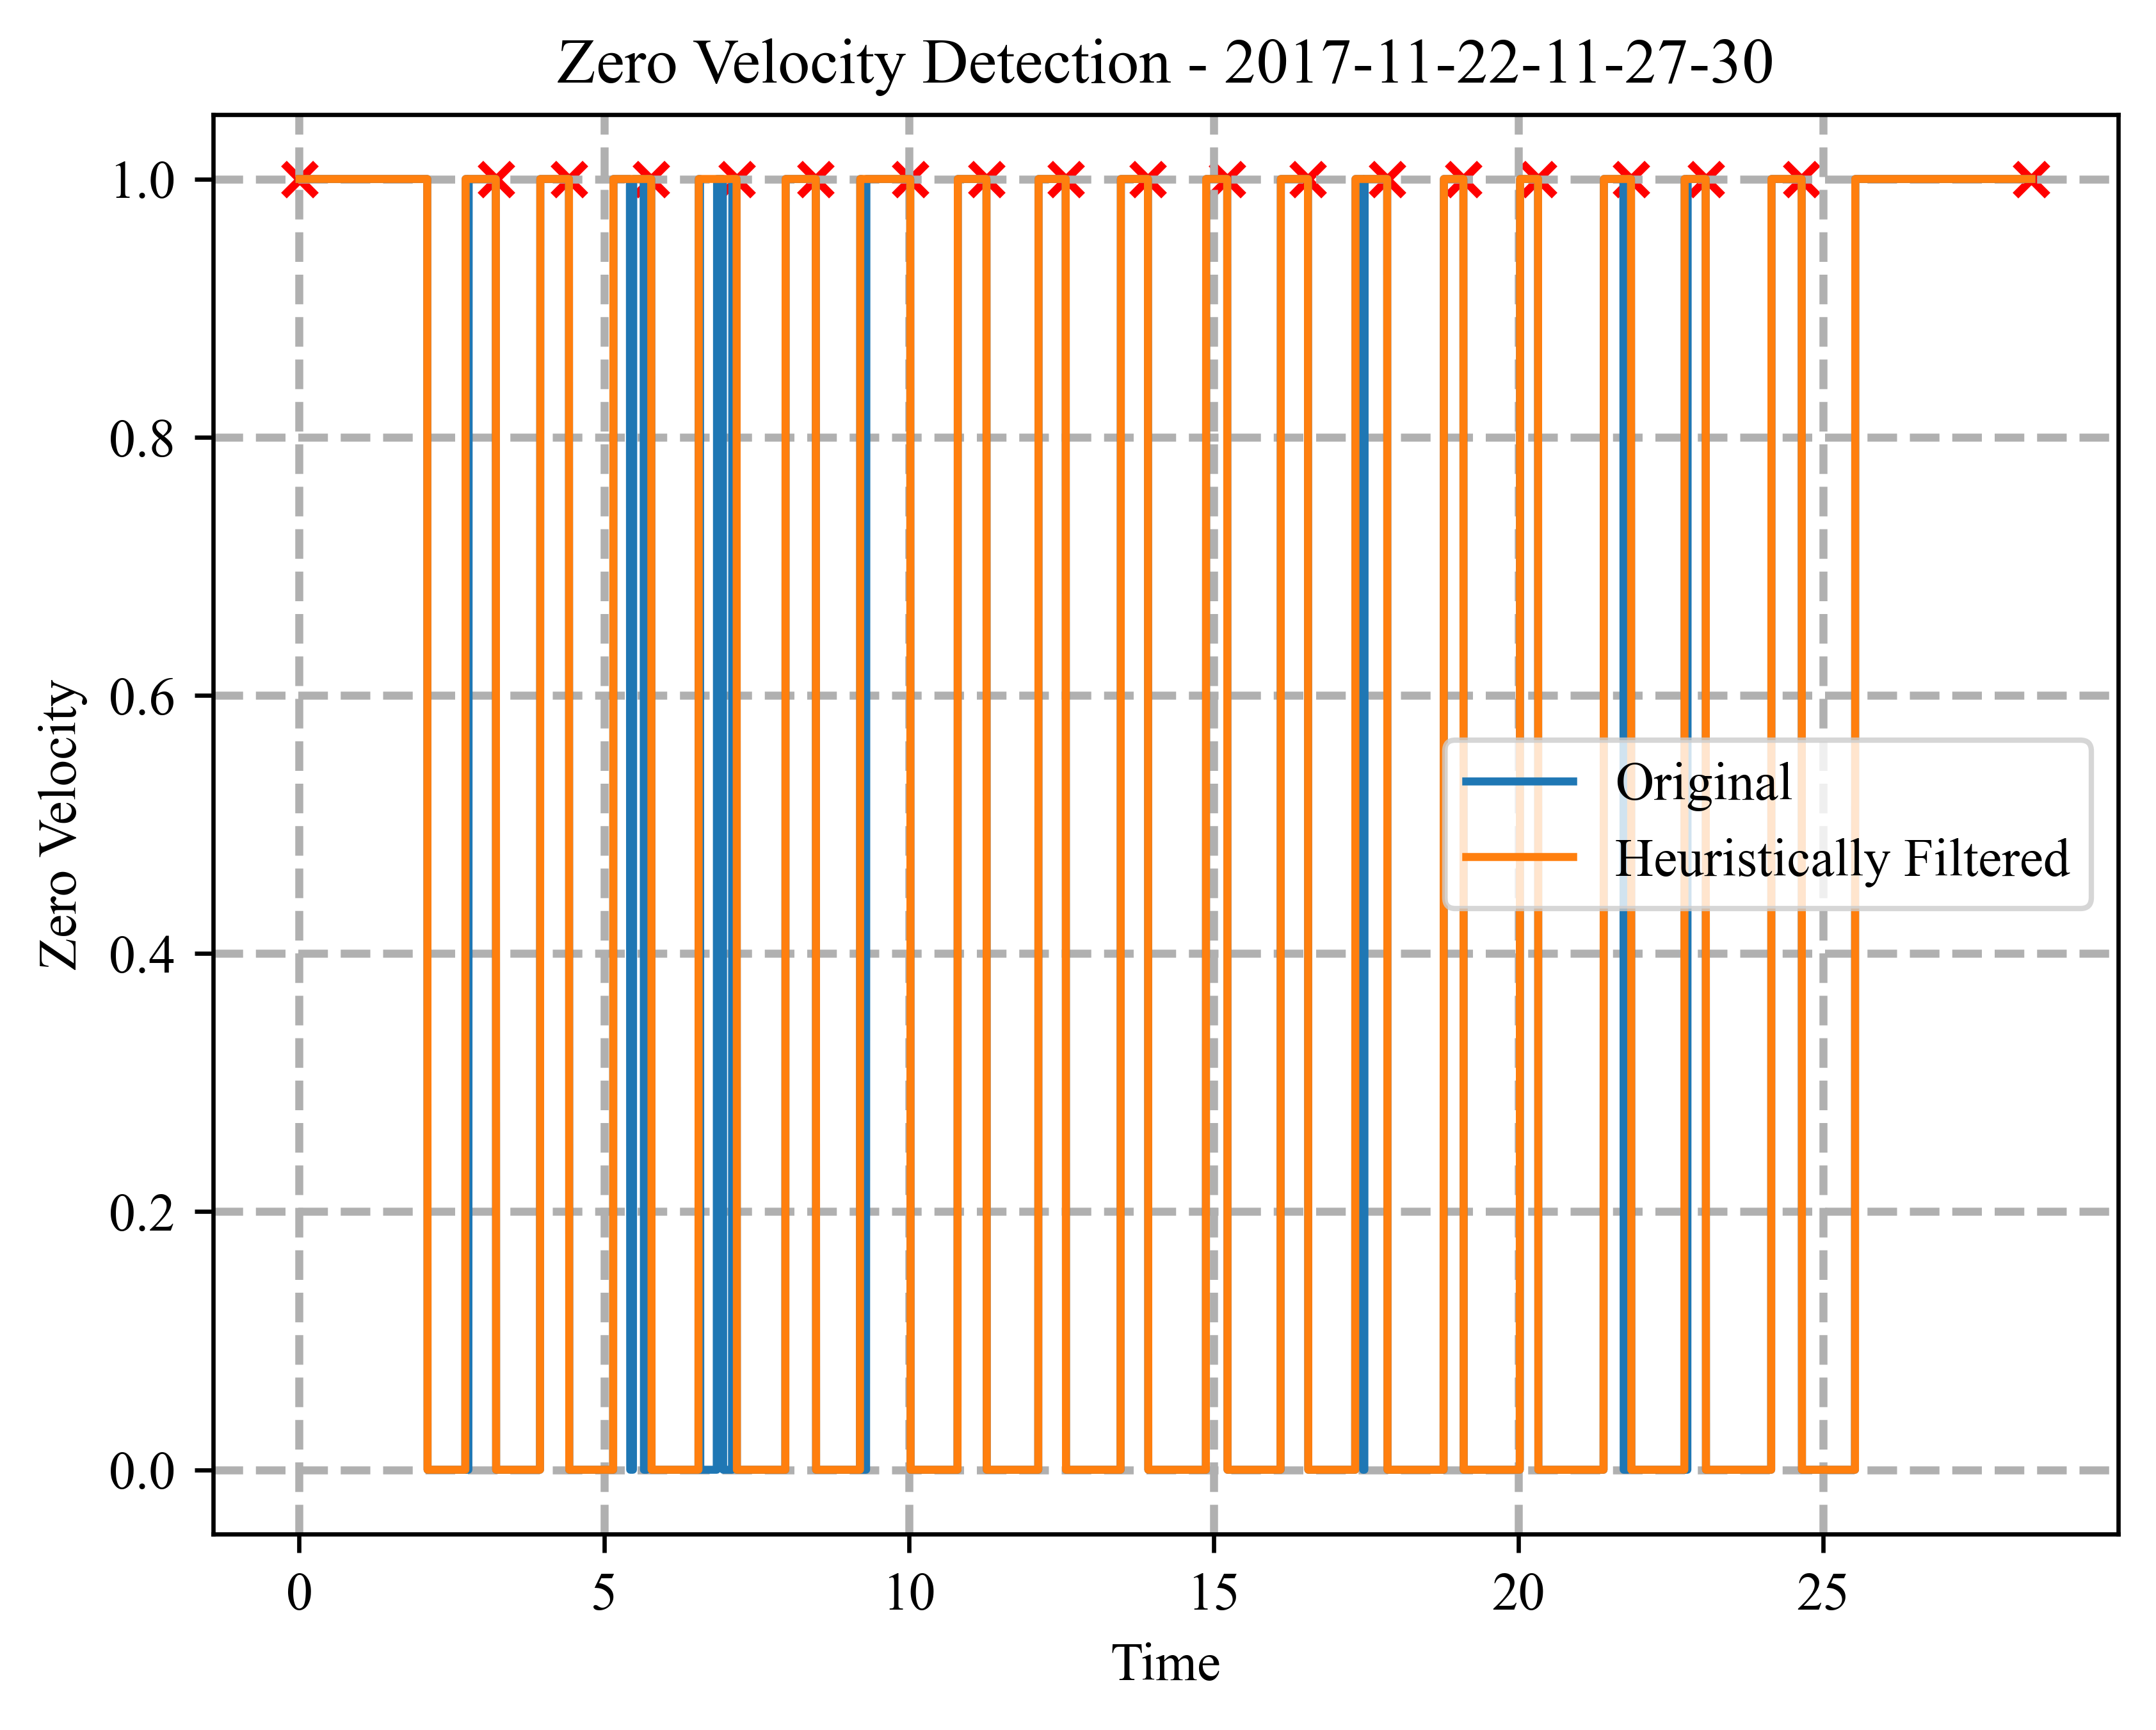 Zero Velocity Detection - 2017-11-22-11-27-30
1.0
0.8
0.6
0.4
0.2
0.0
Zero Velocity
Original
Heuristically Filtered
0 5 10 15 20 25
Time